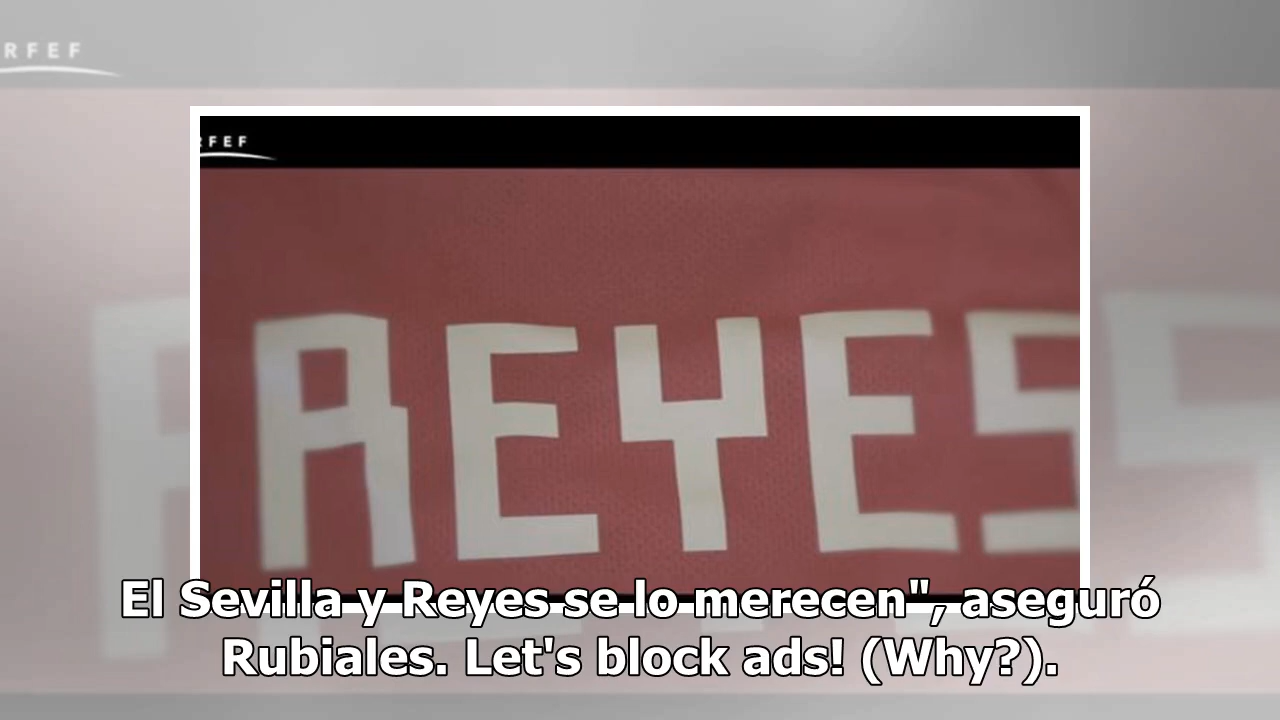 RFEF
RFEF
REYES
El Sevilla y Reyes se lo merecen", aseguró
Rubiales. Let's block ads! (Why?).